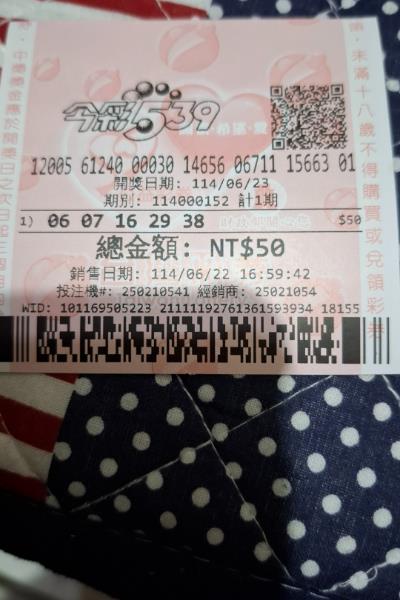 今彩539
12005 61240 00030 14656 06711 15663 01
開獎日期: 114/06/23
期別: 114000152 計1期
1) 06 07 16 29 38 $50
總金額: NT$50
銷售日期: 114/06/22 16:59:42
投注機#: 250210541 經銷商: 25021054
WID: 101169505223 211111927613615939​34 18155
未滿十八歲不得購買或兌領彩券